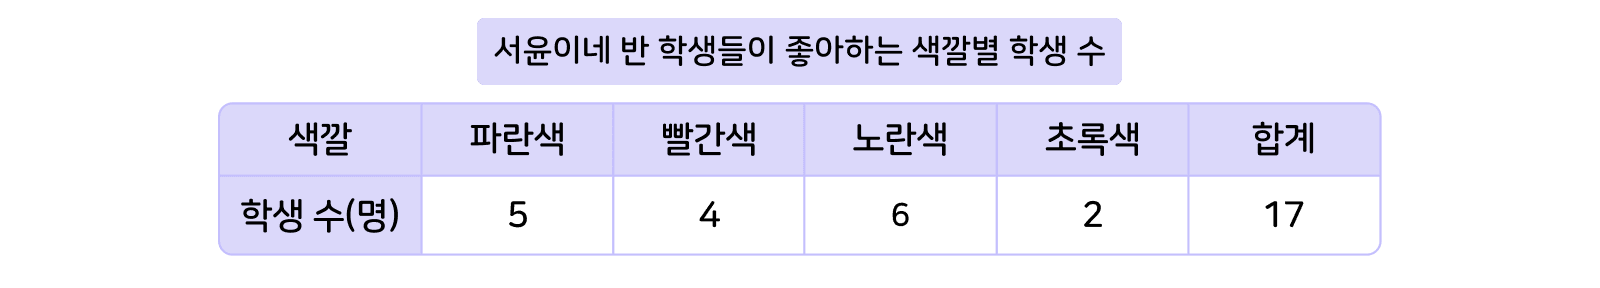 서윤이네 반 학생들이 좋아하는 색깔별 학생 수
색깔 파란색 빨간색 노란색 초록색 합계
학생 수(명) 5 4 6 2 17